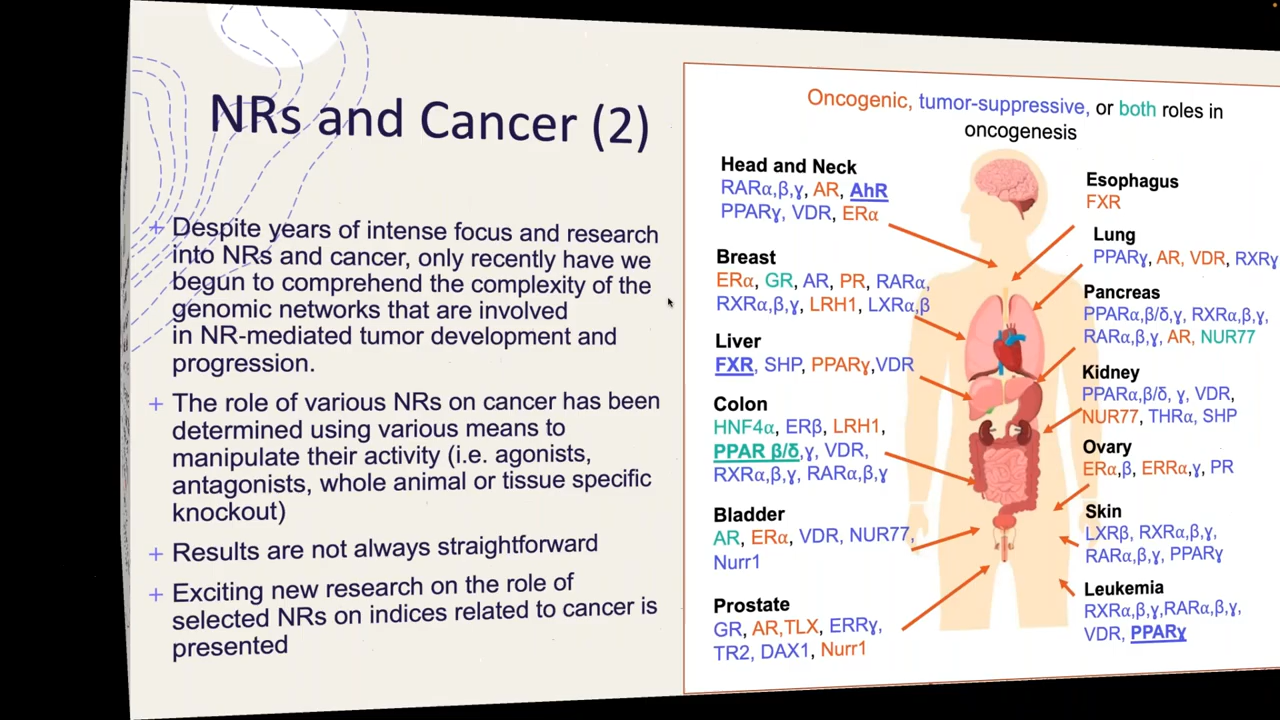 NRs and Cancer (2)
+ Despite years of intense focus and research
into NRs and cancer, only recently have we
begun to comprehend the complexity of the
genomic networks that are involved
in NR-mediated tumor development and
progression.
+ The role of various NRs on cancer has been
determined using various means to
manipulate their activity (i.e. agonists,
antagonists, whole animal or tissue specific
knockout)
+ Results are not always straightforward
+ Exciting new research on the role of
selected NRs on indices related to cancer is
presented
Oncogenic, tumor-suppressive, or both roles in
oncogenesis
Head and Neck
RARα,β,ɣ, AR, AhR
PPARɣ, VDR, ERα
Breast
ERα, GR, AR, PR, RARα,
RXRα,β,ɣ, LRH1, LXRα,β
Liver
FXR, SHP, PPARɣ,VDR
Colon
HNF4α, ERβ, LRH1,
PPAR β/δ,ɣ, VDR,
RXRα,β,ɣ, RARα,β,ɣ
Bladder
AR, ERα, VDR, NUR77,
Nurr1
Prostate
GR, AR,TLX, ERRɣ,
TR2, DAX1, Nurr1
Esophagus
FXR
Lung
PPARɣ, AR, VDR, RXRɣ
Pancreas
PPARα,β/δ,ɣ, RXRα,β,ɣ,
RARα,β,ɣ, AR, NUR77
Kidney
PPARα,β/δ, ɣ, VDR,
NUR77, THRα, SHP
Ovary
ERα,β, ERRα,ɣ, PR
Skin
LXRβ, RXRα,β,ɣ,
RARα,β,ɣ, PPARɣ
Leukemia
RXRα,β,ɣ,RARα,β,ɣ,
VDR, PPARɣ